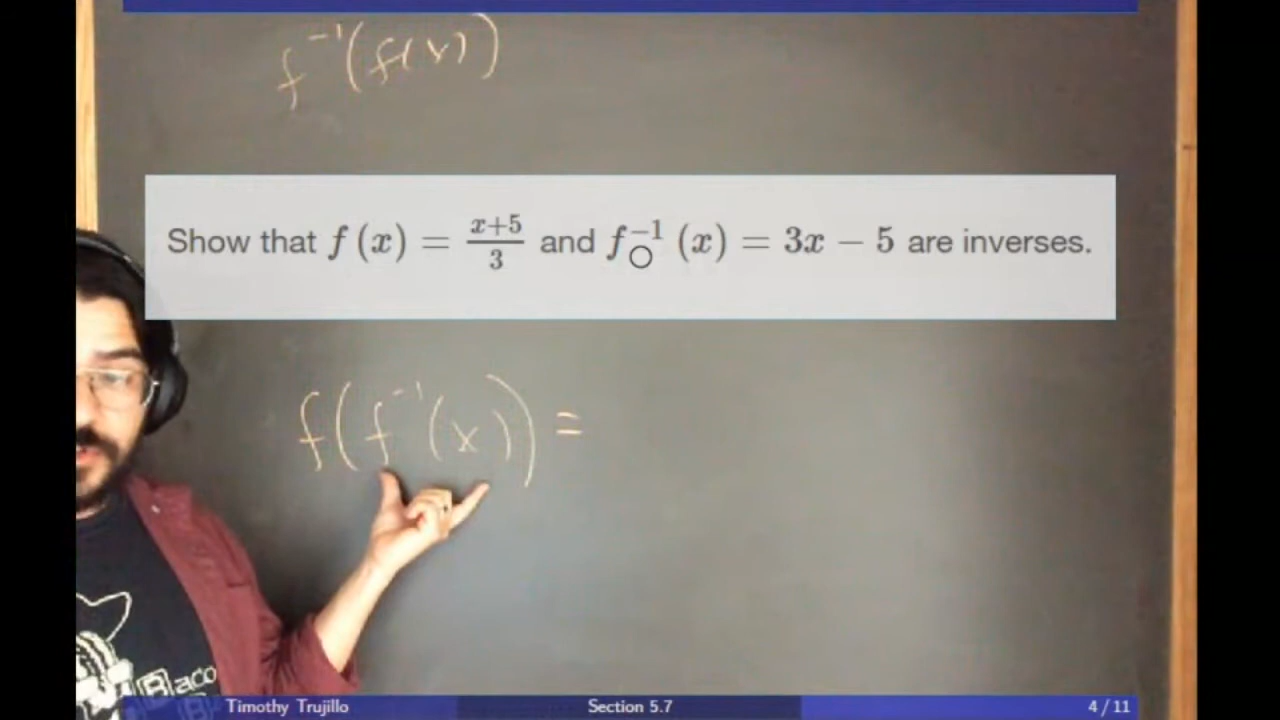 f⁻¹(f(x))
Show that f (x) = x+5/3 and f⁻¹ (x) = 3x − 5 are inverses.
f(f⁻¹(x)) =
Baco
B
Timothy Trujillo Section 5.7 4 / 11